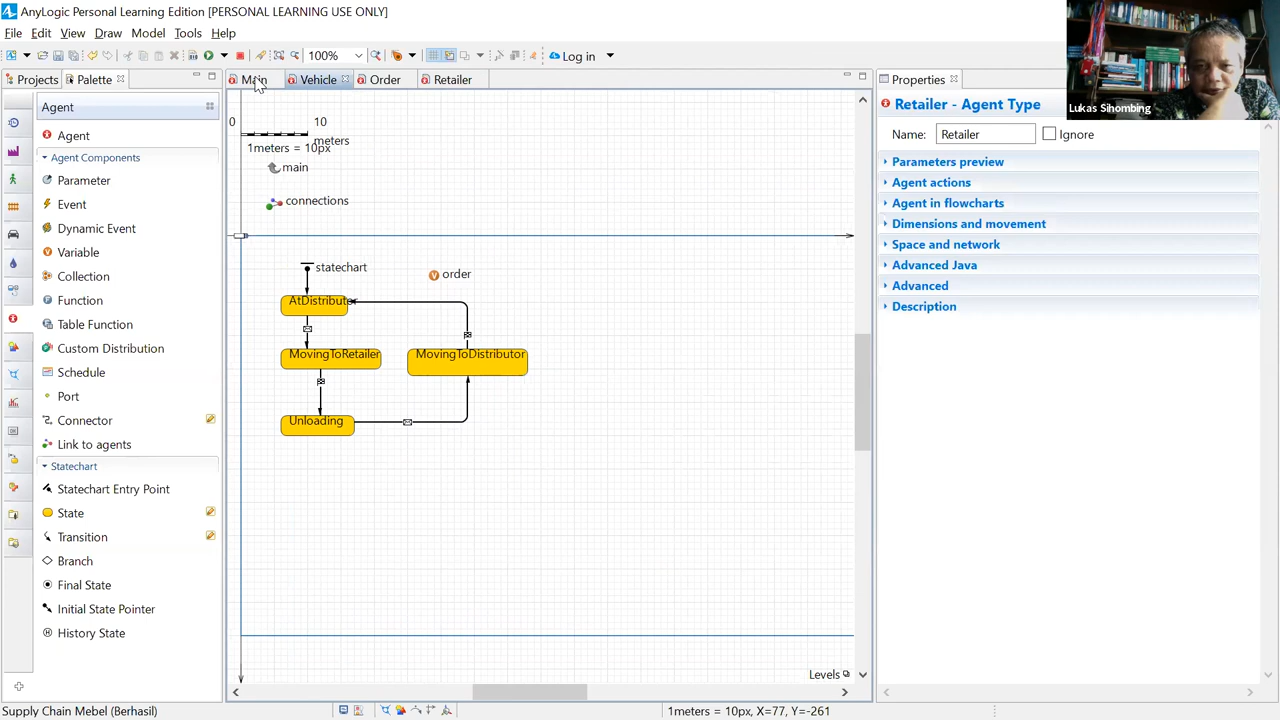 AnyLogic Personal Learning Edition [PERSONAL LEARNING USE ONLY]
File Edit View Draw Model Tools Help
100% Log in
Projects Palette
Main Vehicle Order Retailer
Properties
Lukas Sihombing
Agent
Agent
Agent Components
Parameter
Event
Dynamic Event
Variable
Collection
Function
Table Function
Custom Distribution
Schedule
Port
Connector
Link to agents
Statechart
Statechart Entry Point
State
Transition
Branch
Final State
Initial State Pointer
History State
0 10
meters
1meters = 10px
main
connections
statechart
order
AtDistributor
MovingToRetailer
MovingToDistributor
Unloading
Levels
Retailer - Agent Type
Name: Retailer Ignore
Parameters preview
Agent actions
Agent in flowcharts
Dimensions and movement
Space and network
Advanced Java
Advanced
Description
Supply Chain Mebel (Berhasil)
1meters = 10px, X=77, Y=-261